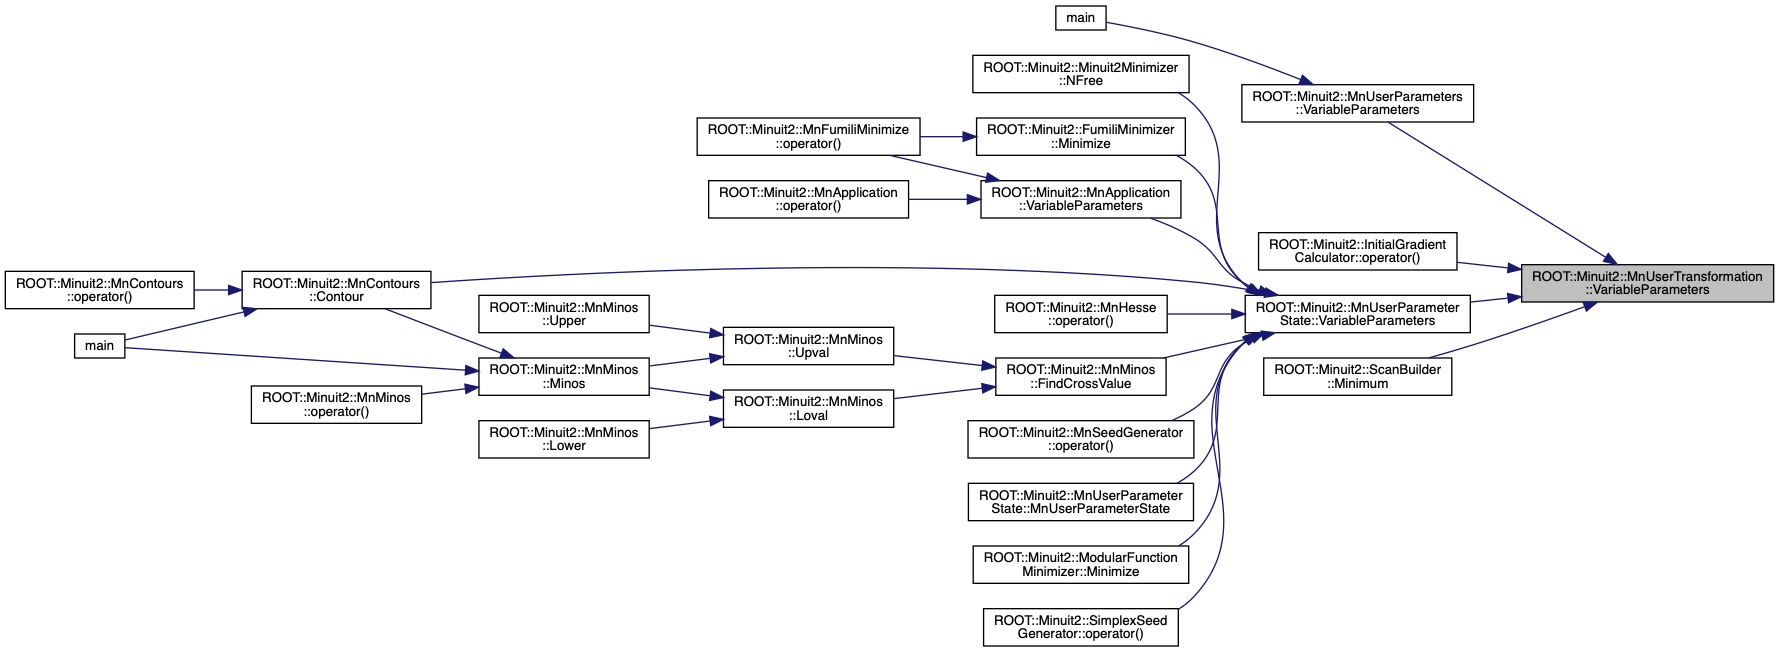 main
ROOT::Minuit2::Minuit2Minimizer
::NFree
ROOT::Minuit2::MnUserParameters
::VariableParameters
ROOT::Minuit2::MnFumiliMinimize
::operator()
ROOT::Minuit2::FumiliMinimizer
::Minimize
ROOT::Minuit2::MnApplication
::operator()
ROOT::Minuit2::MnApplication
::VariableParameters
ROOT::Minuit2::InitialGradient
Calculator::operator()
ROOT::Minuit2::MnUserTransformation
::VariableParameters
ROOT::Minuit2::MnContours
::operator()
ROOT::Minuit2::MnContours
::Contour
ROOT::Minuit2::MnMinos
::Upper
ROOT::Minuit2::MnHesse
::operator()
ROOT::Minuit2::MnUserParameter
State::VariableParameters
main
ROOT::Minuit2::MnMinos
::Upval
ROOT::Minuit2::MnMinos
::Minos
ROOT::Minuit2::MnMinos
::FindCrossValue
ROOT::Minuit2::ScanBuilder
::Minimum
ROOT::Minuit2::MnMinos
::operator()
ROOT::Minuit2::MnMinos
::Loval
ROOT::Minuit2::MnMinos
::Lower
ROOT::Minuit2::MnSeedGenerator
::operator()
ROOT::Minuit2::MnUserParameter
State::MnUserParameterState
ROOT::Minuit2::ModularFunction
Minimizer::Minimize
ROOT::Minuit2::SimplexSeed
Generator::operator()